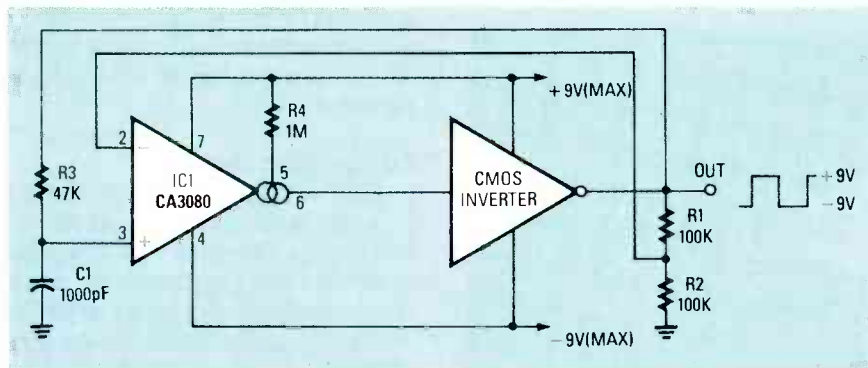 R4
1M
+9V(MAX)
2
−
7
IC1
CA3080
5
6
CMOS
INVERTER
OUT
+9V
−9V
R3
47K
3
+
4
R1
100K
C1
1000pF
R2
100K
−9V(MAX)